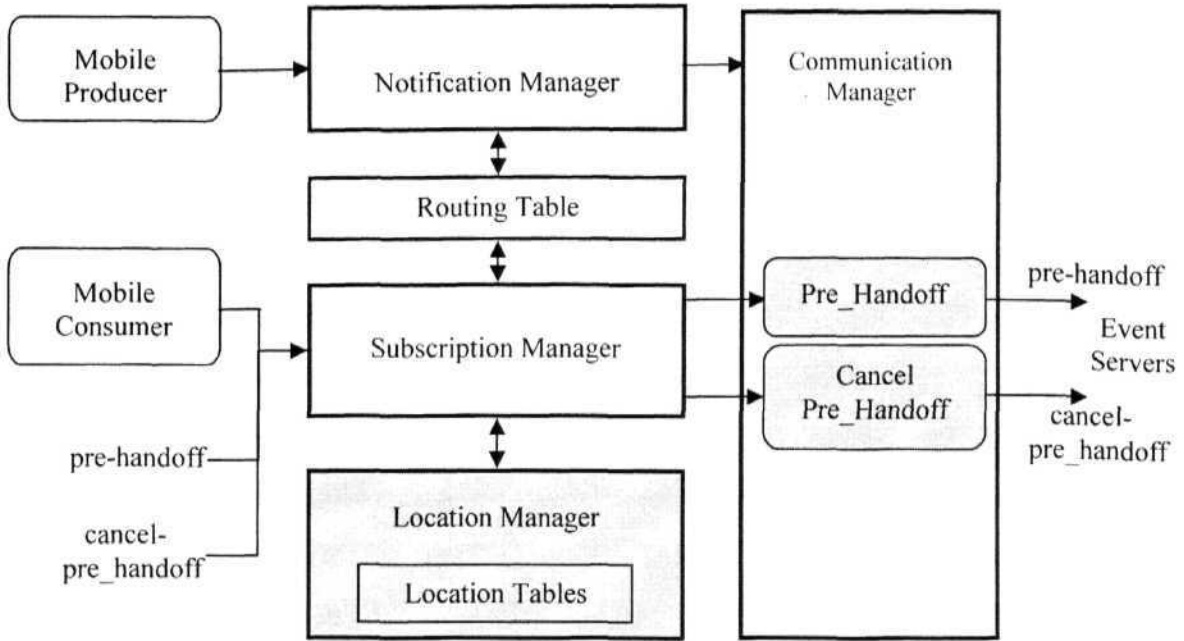 Mobile
Producer
Notification Manager
Communication
Manager
Routing Table
Mobile
Consumer
Subscription Manager
Pre_Handoff
pre-handoff
Event
Servers
Cancel
Pre_Handoff
cancel-
pre_handoff
pre-handoff
Location Manager
cancel-
pre_handoff
Location Tables